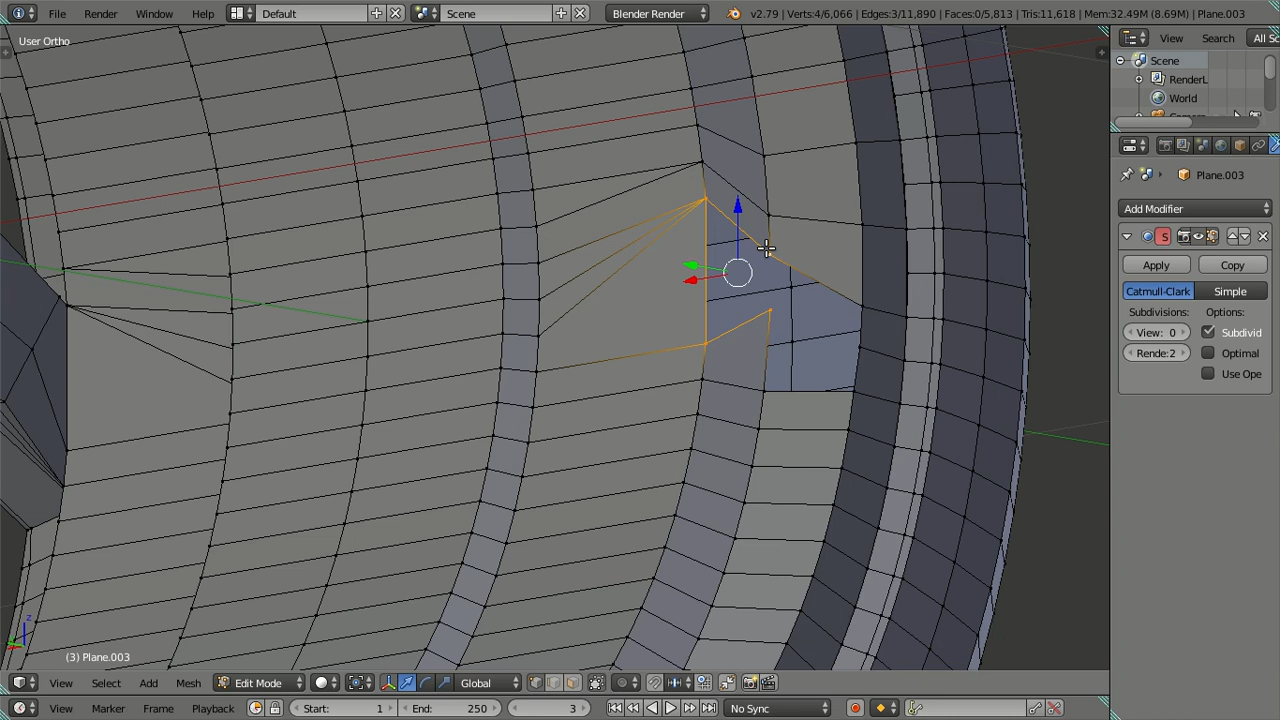 File Render Window Help Default Scene Blender Render v2.79 | Verts:4/6,066 | Edges:3/11,890 | Faces:0/5,813 | Tris:11,618 | Mem:32.49M (8.69M) | Plane.003
User Ortho
View Search All Sc
Scene
RenderL
World
Plane.003
Add Modifier
S
Apply Copy
Catmull-Clark Simple
Subdivisions: Options:
View: 0 Subdivid
Rende:2 Optimal
Use Ope
z
(3) Plane.003
View Select Add Mesh Edit Mode Global
View Marker Frame Playback Start: 1 End: 250 3 No Sync